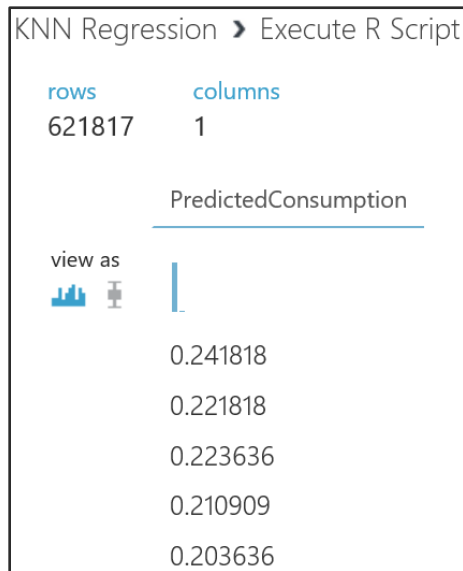 KNN Regression > Execute R Script
rows columns
621817 1
PredictedConsumption
view as
0.241818
0.221818
0.223636
0.210909
0.203636